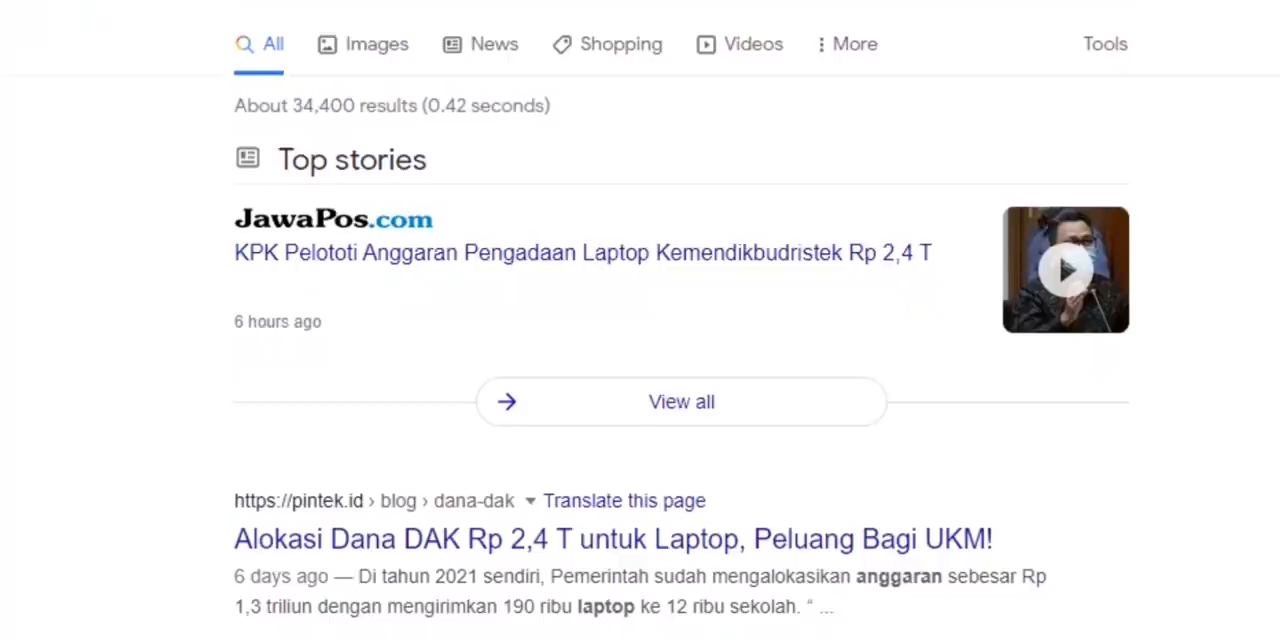 All Images News Shopping Videos More Tools
About 34,400 results (0.42 seconds)
Top stories
JawaPos.com
KPK Pelototi Anggaran Pengadaan Laptop Kemendikbudristek Rp 2,4 T
6 hours ago
View all
https://pintek.id › blog › dana-dak Translate this page
Alokasi Dana DAK Rp 2,4 T untuk Laptop, Peluang Bagi UKM!
6 days ago — Di tahun 2021 sendiri, Pemerintah sudah mengalokasikan anggaran sebesar Rp
1,3 triliun dengan mengirimkan 190 ribu laptop ke 12 ribu sekolah. “ ...